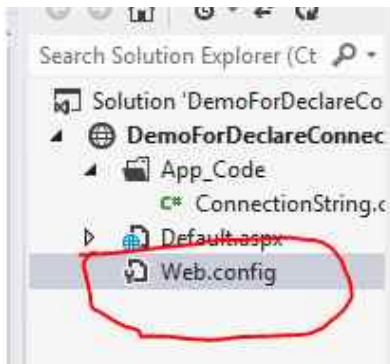 Search Solution Explorer (Ct
Solution 'DemoForDeclareCo
DemoForDeclareConnec
App_Code
C# ConnectionString.c
Default.aspx
Web.config